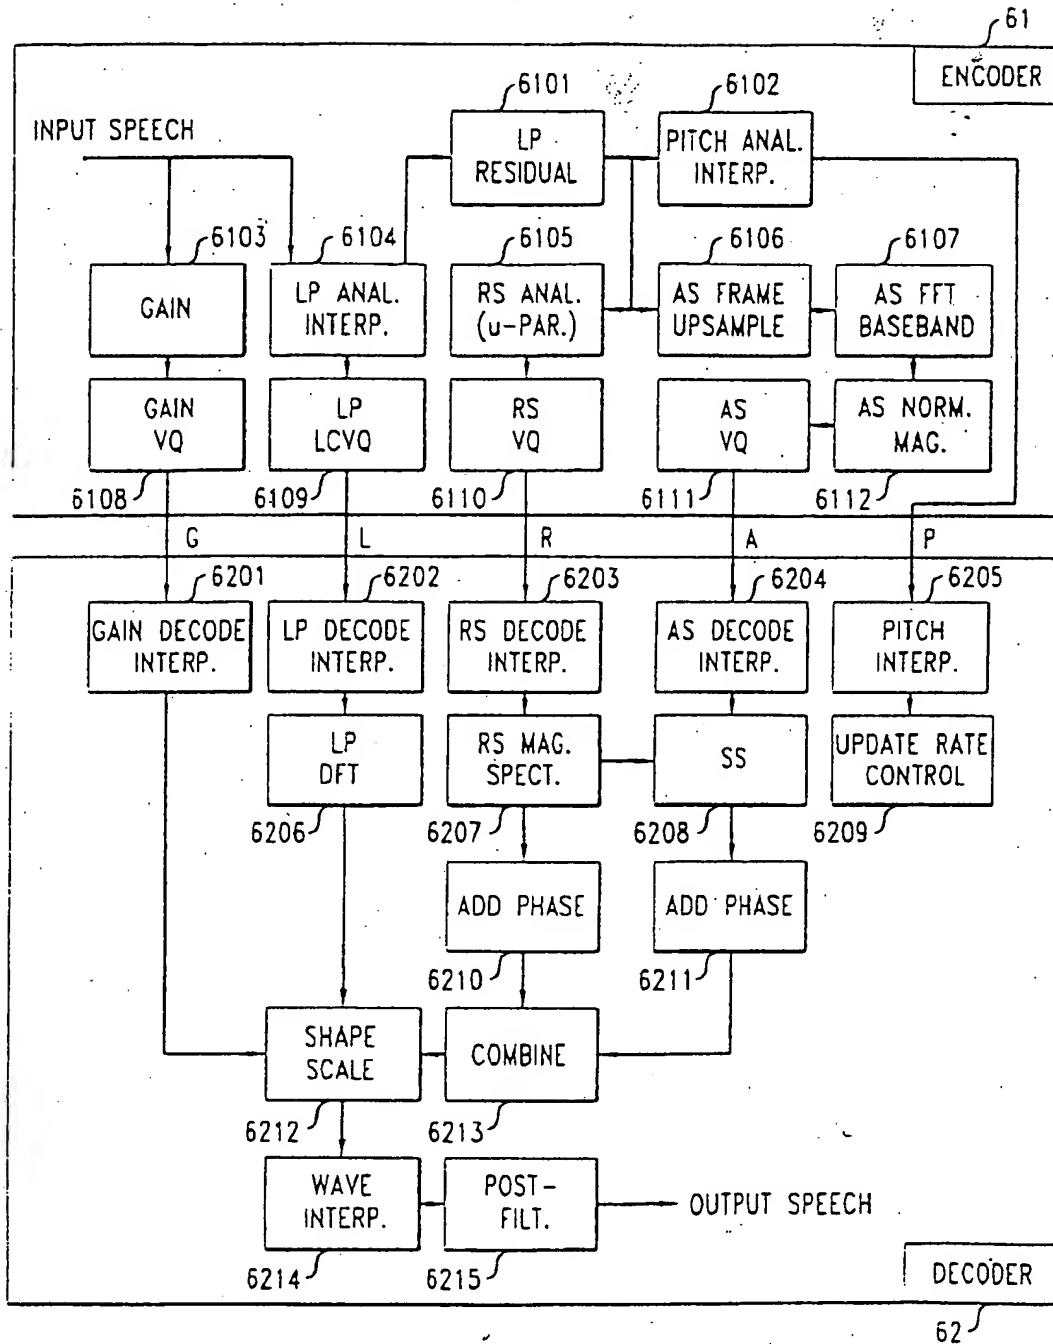 61
ENCODER
6101
6102
INPUT SPEECH
LP
RESIDUAL
PITCH ANAL.
INTERP.
6103
6104
6105
6106
6107
GAIN
LP ANAL.
INTERP.
RS ANAL.
(u-PAR.)
AS FRAME
UPSAMPLE
AS FFT
BASEBAND
GAIN
VQ
LP
LCVQ
RS
VQ
AS
VQ
AS NORM.
MAG.
6108
6109
6110
6111
6112
G
L
R
A
P
6201
6202
6203
6204
6205
GAIN DECODE
INTERP.
LP DECODE
INTERP.
RS DECODE
INTERP.
AS DECODE
INTERP.
PITCH
INTERP.
LP
DFT
RS MAG.
SPECT.
SS
UPDATE RATE
CONTROL
6206
6207
6208
6209
ADD PHASE
ADD PHASE
6210
6211
SHAPE
SCALE
COMBINE
6212
6213
WAVE
INTERP.
POST-
FILT.
OUTPUT SPEECH
6214
6215
DECODER
62